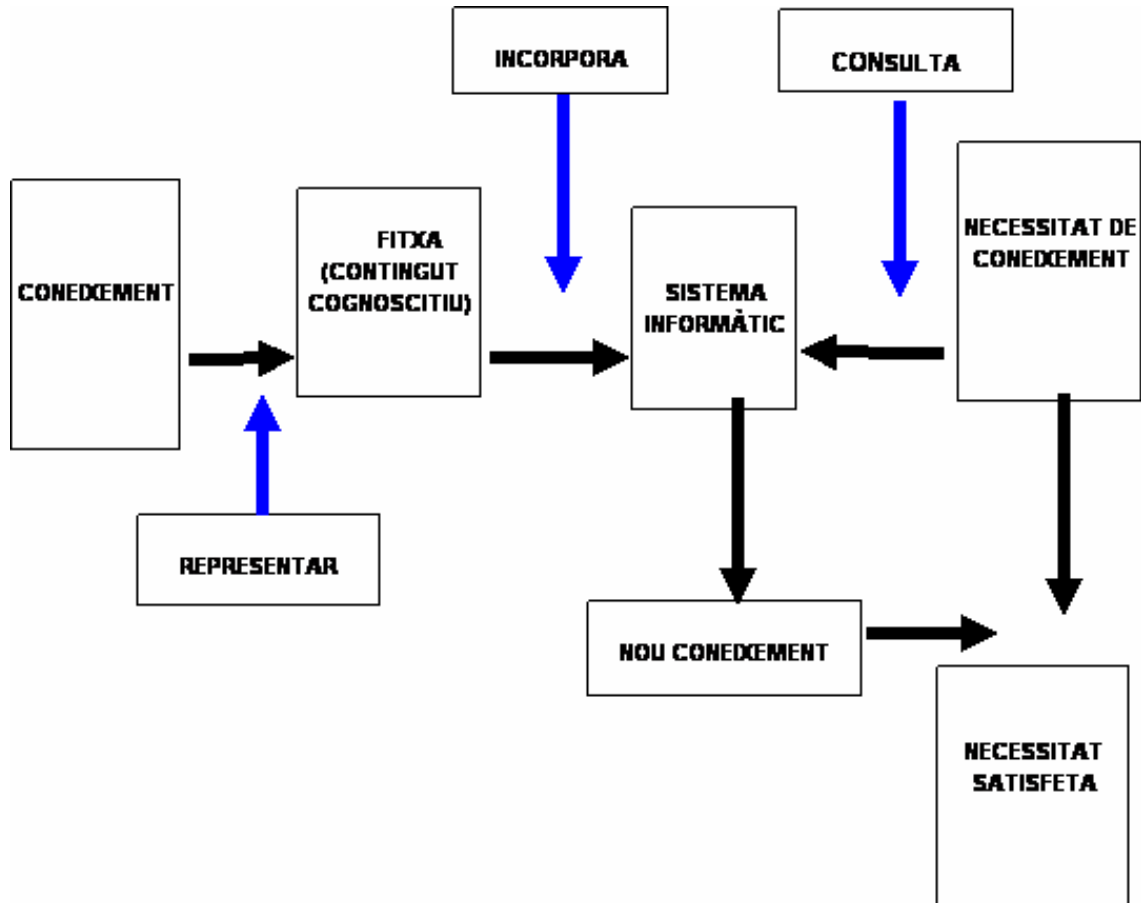 INCORPORA
CONSULTA
CONEIXEMENT
FITXA
(CONTINGUT
COGNOSCITIU)
SISTEMA
INFORMÀTIC
NECESSITAT DE
CONEIXEMENT
REPRESENTAR
NOU CONEIXEMENT
NECESSITAT
SATISFETA